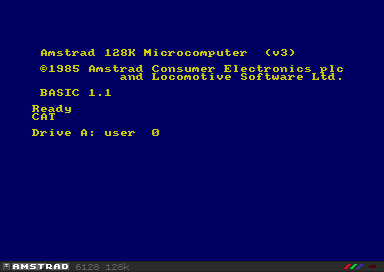 Amstrad 128K Microcomputer (v3)
©1985 Amstrad Consumer Electronics plc
and Locomotive Software Ltd.
BASIC 1.1
Ready
CAT
Drive A: user 0
AMSTRAD 6128 128k